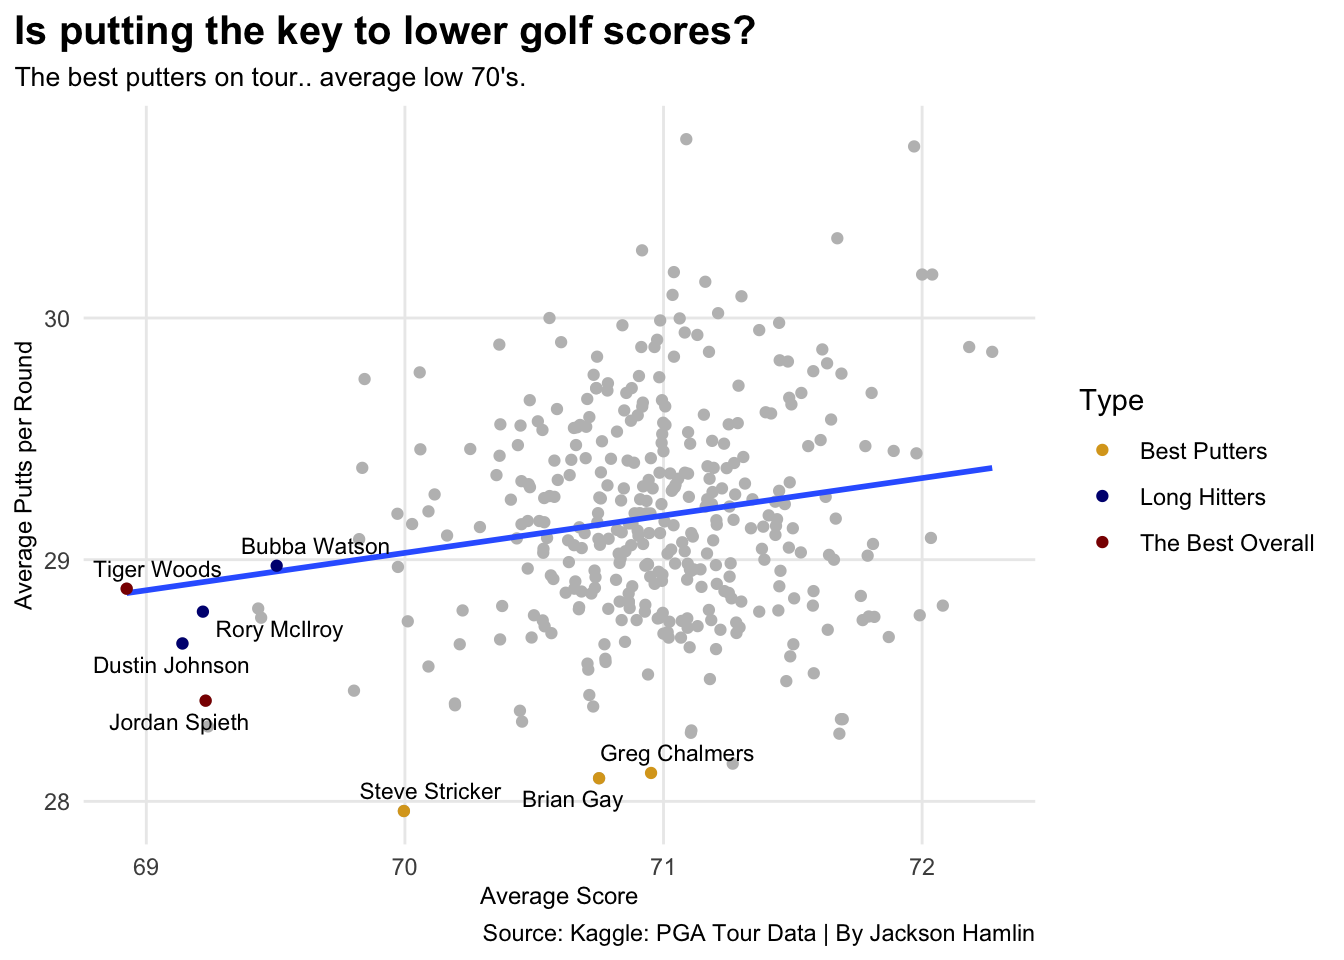 Is putting the key to lower golf scores?
The best putters on tour.. average low 70's.
Average Putts per Round
30
29
28
Bubba Watson
Tiger Woods
Rory McIlroy
Dustin Johnson
Jordan Spieth
Greg Chalmers
Steve Stricker
Brian Gay
69
70
71
72
Average Score
Type
Best Putters
Long Hitters
The Best Overall
Source: Kaggle: PGA Tour Data | By Jackson Hamlin